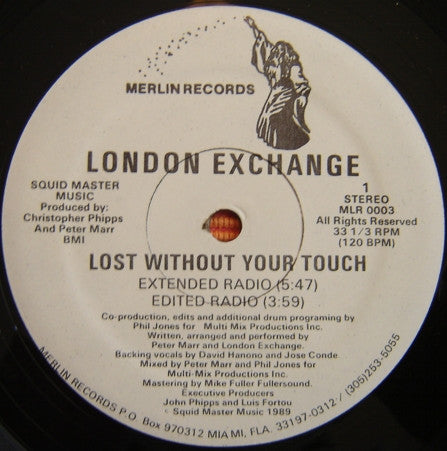 MERLIN RECORDS
LONDON EXCHANGE
SQUID MASTER
MUSIC
Produced by:
Christopher Phipps
And Peter Marr
BMI
1
STEREO
MLR 0003
All Rights Reserved
33 1/3 RPM
(120 BPM)
LOST WITHOUT YOUR TOUCH
EXTENDED RADIO (5:47)
EDITED RADIO (3:59)
Co-production, edits and additional drum programing by
Phil Jones for Multi Mix Productions Inc.
Written, arranged and performed by
Peter Marr and London Exchange.
Backing vocals by David Hanono and Jose Conde.
Mixed by Peter Marr and Phil Jones for
Multi-Mix Productions Inc.
Mastering by Mike Fuller Fullersound.
Executive Producers
John Phipps and Luis Fortou
Squid Master Music 1989
MERLIN RECORDS P.O. Box 970312 MIAMI, FLA. 33197-0312 / (305)253-5055